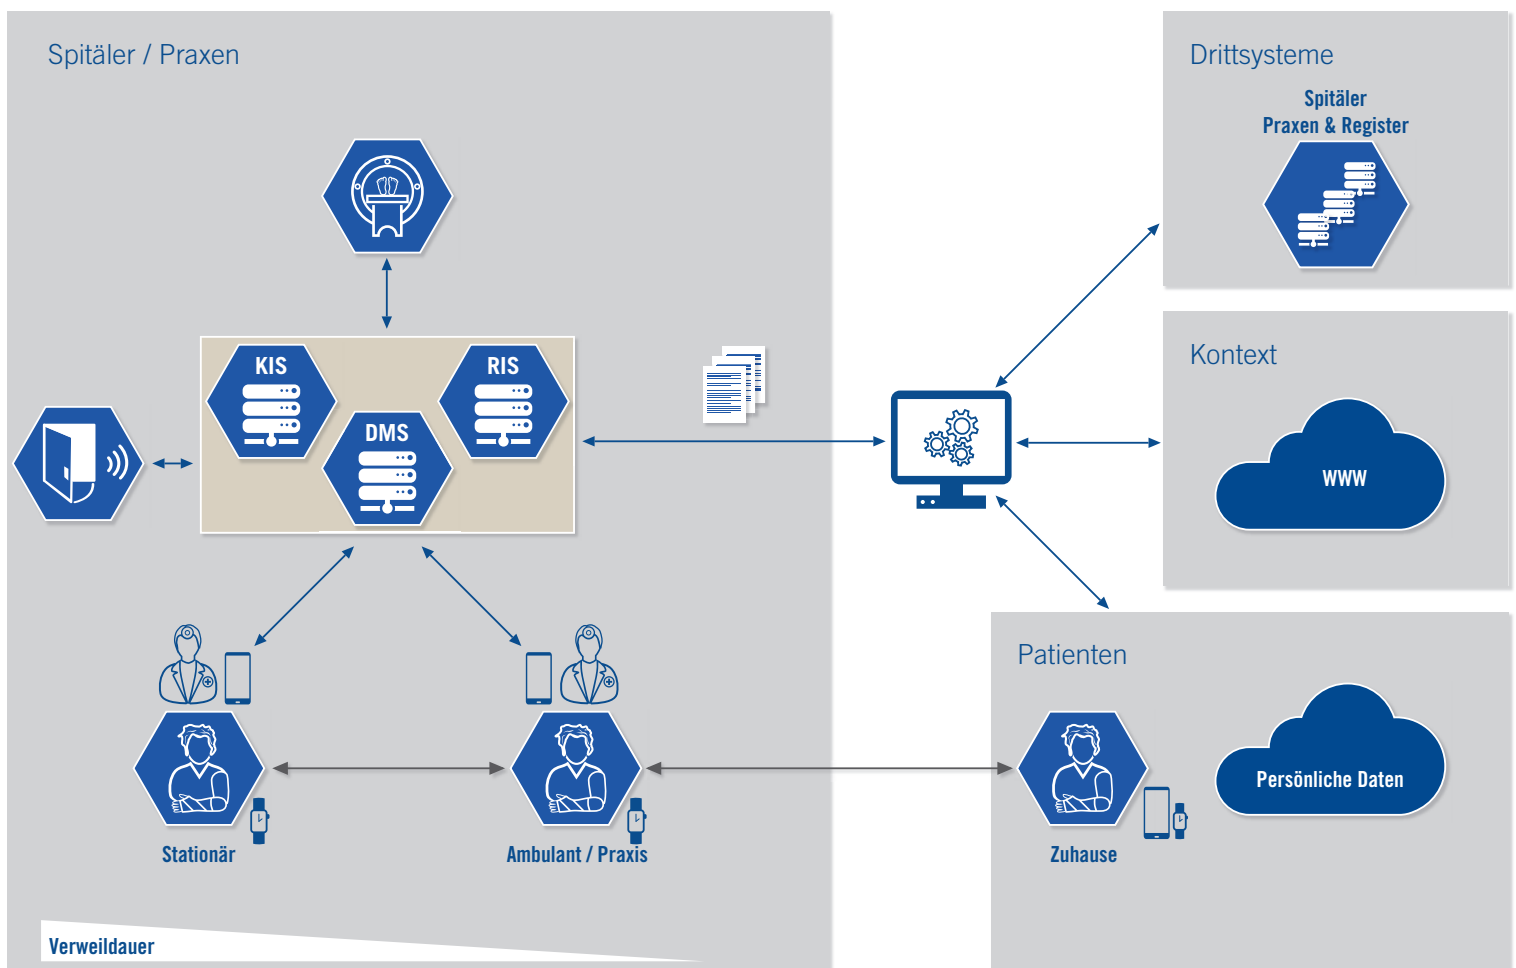 Spitäler / Praxen
KIS
RIS
DMS
Stationär
Ambulant / Praxis
Verweildauer
Drittsysteme
Spitäler
Praxen & Register
Kontext
WWW
Patienten
Persönliche Daten
Zuhause